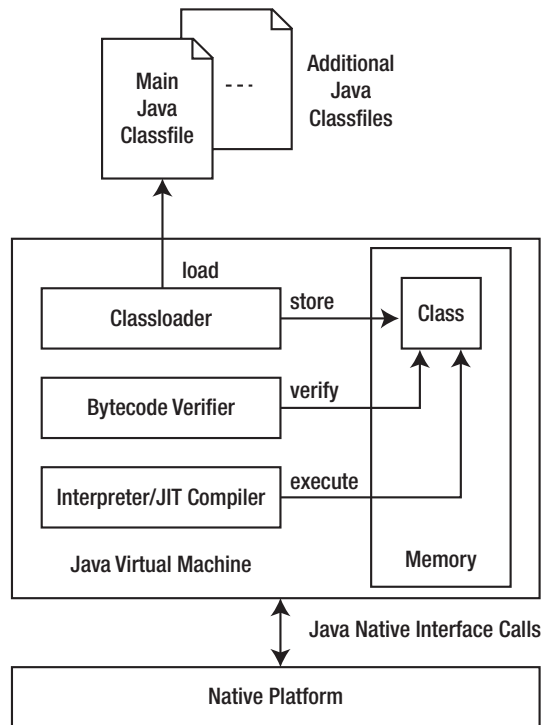 Main
Java
Classfile
- - -
Additional
Java
Classfiles
load
Classloader
store
Class
Bytecode Verifier
verify
Interpreter/JIT Compiler
execute
Java Virtual Machine
Memory
Java Native Interface Calls
Native Platform